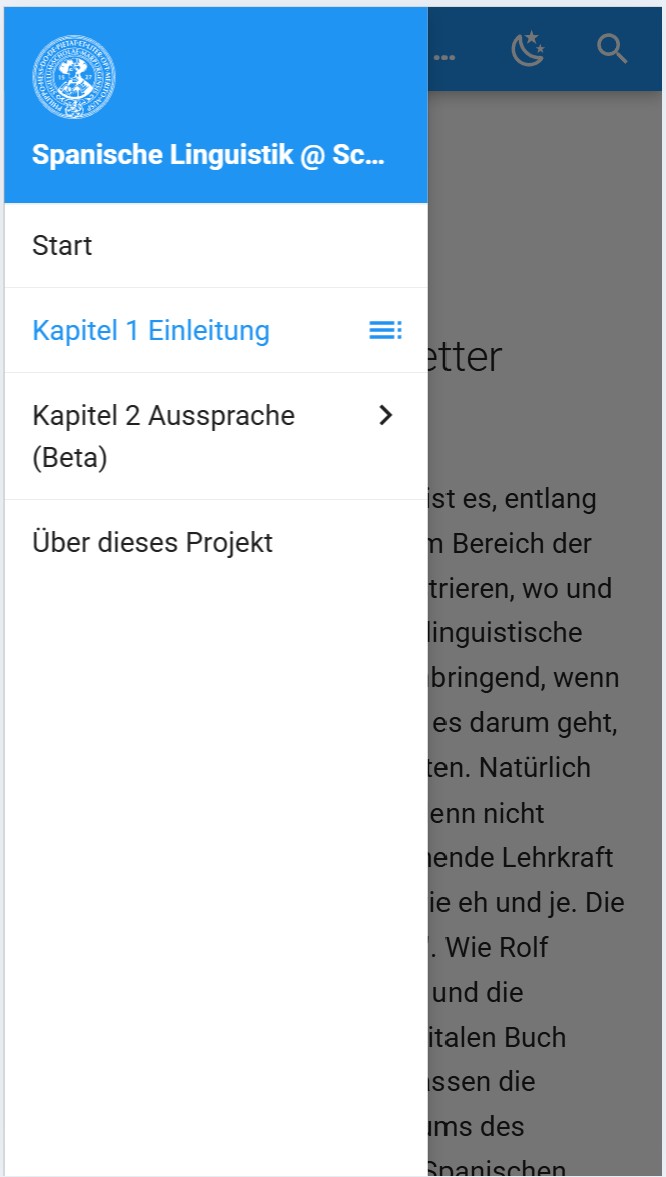 ...
Spanische Linguistik @ Sc...
Start
Kapitel 1 Einleitung
Kapitel 2 Aussprache
(Beta)
Über dieses Projekt
etter
ist es, entlang
m Bereich der
trieren, wo und
linguistische
bringend, wenn
es darum geht,
ten. Natürlich
enn nicht
nende Lehrkraft
ie eh und je. Die
. Wie Rolf
und die
italen Buch
assen die
ums des
Spanischen